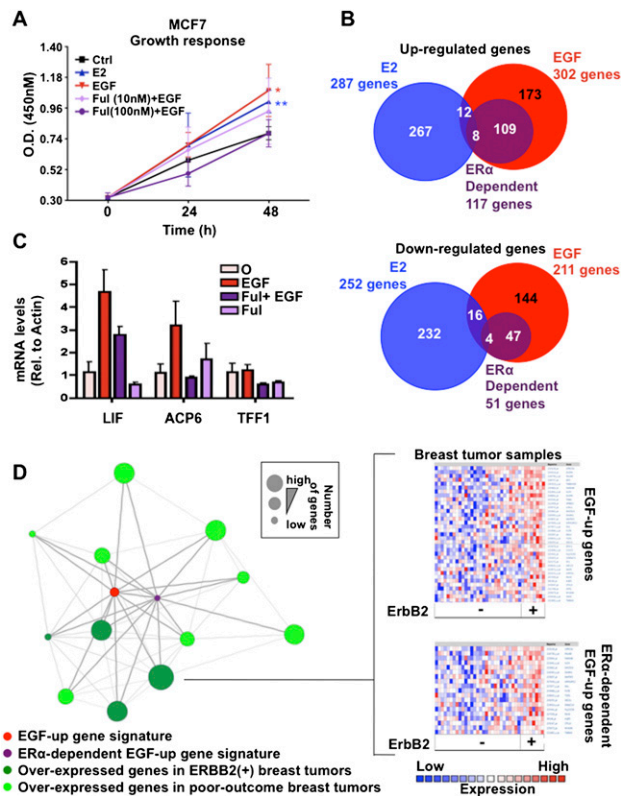 A
MCF7
Growth response
O.D. (450nM)
1.40
1.18
0.96
0.74
0.52
0.30
Ctrl
E2
EGF
Ful (10nM)+EGF
Ful(100nM)+EGF
*
**
0
24
48
Time (h)
B
Up-regulated genes
E2
287 genes
EGF
302 genes
267
12
8
109
173
ERα
Dependent
117 genes
Down-regulated genes
E2
252 genes
EGF
211 genes
232
16
4
47
144
ERα
Dependent
51 genes
C
mRNA levels
(Rel. to Actin)
6
5
4
3
2
1
0
O
EGF
Ful+ EGF
Ful
LIF
ACP6
TFF1
D
high
low
Number
of genes
EGF-up gene signature
ERα-dependent EGF-up gene signature
Over-expressed genes in ERBB2(+) breast tumors
Over-expressed genes in poor-outcome breast tumors
Breast tumor samples
EGF-up genes
ErbB2
-
+
ERα-dependent
EGF-up genes
ErbB2
-
+
Low
High
Expression